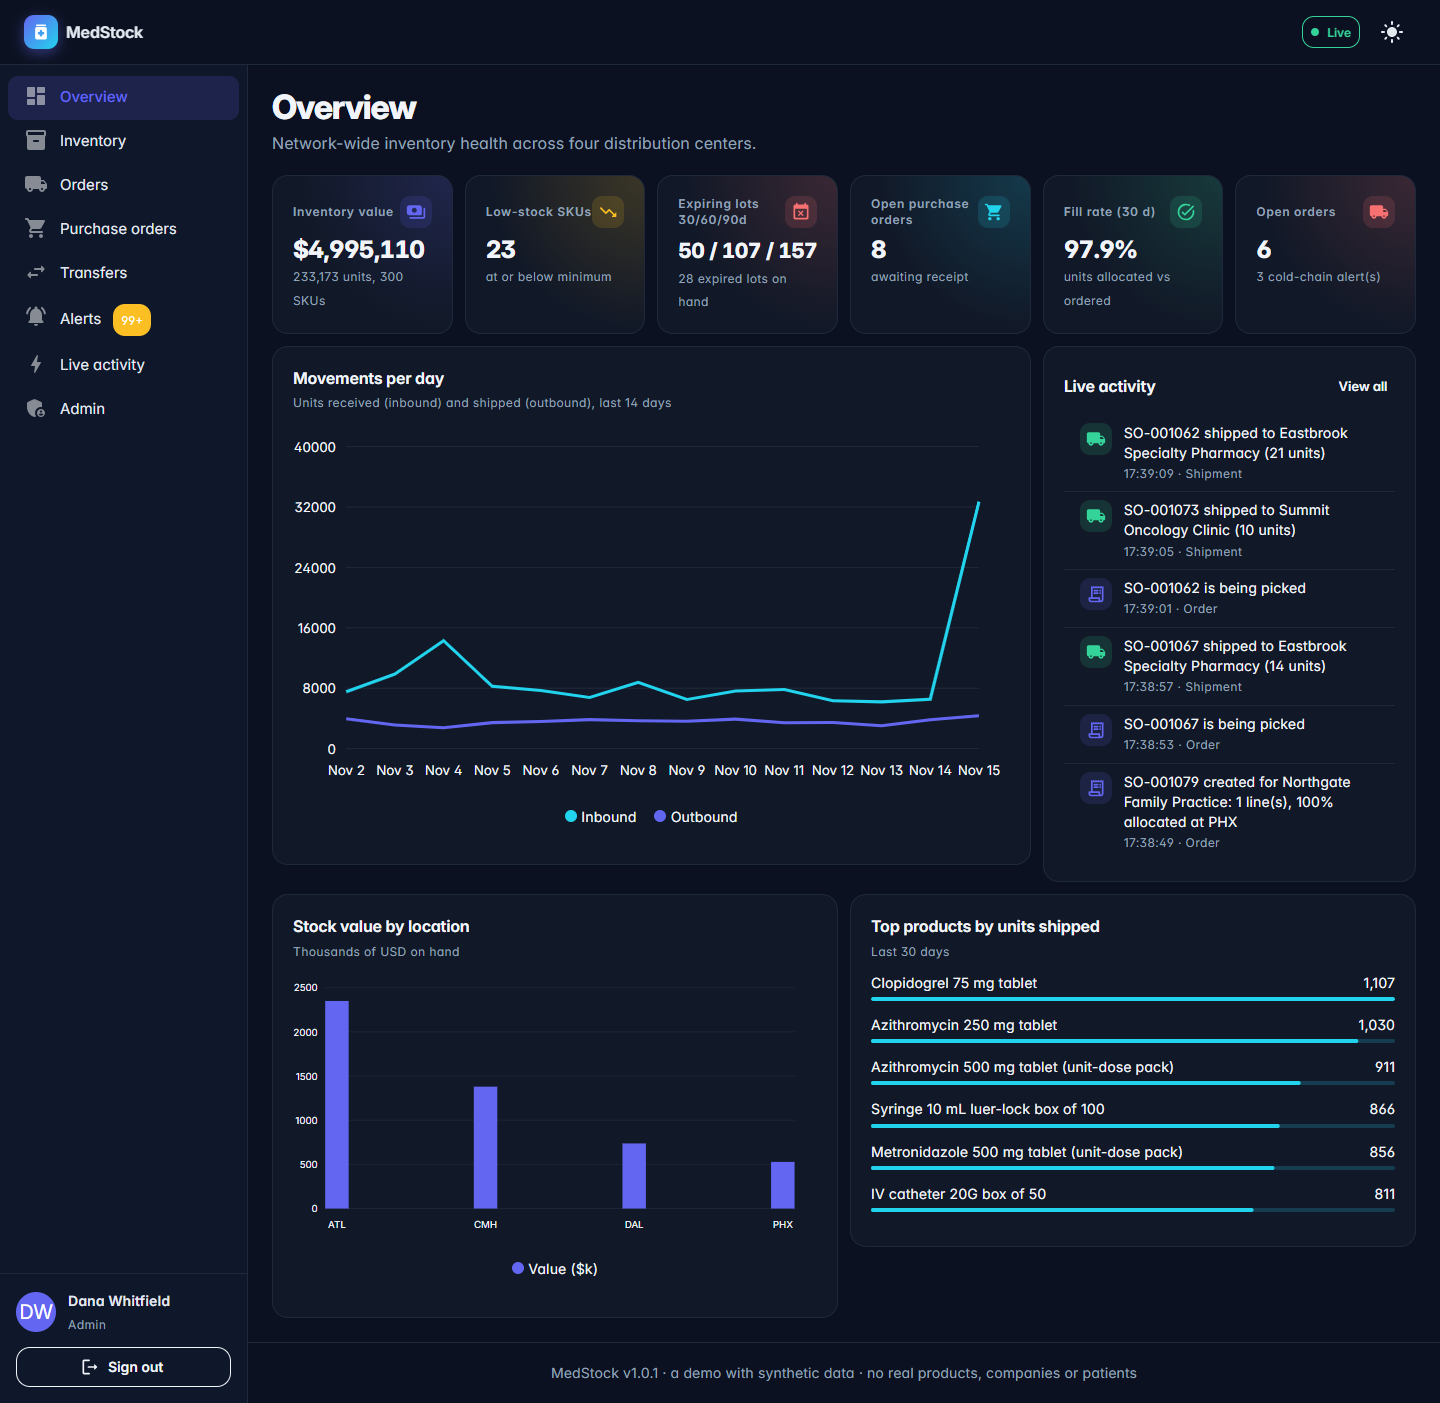 MedStock
Live
Overview
Inventory
Orders
Purchase orders
Transfers
Alerts 99+
Live activity
Admin
Overview
Network-wide inventory health across four distribution centers.
Inventory value
$4,995,110
233,173 units, 300
SKUs
Low-stock SKUs
23
at or below minimum
Expiring lots
30/60/90d
50 / 107 / 157
28 expired lots on
hand
Open purchase
orders
8
awaiting receipt
Fill rate (30 d)
97.9%
units allocated vs
ordered
Open orders
6
3 cold-chain alert(s)
Movements per day
Units received (inbound) and shipped (outbound), last 14 days
40000
32000
24000
16000
8000
0
Nov 2 Nov 3 Nov 4 Nov 5 Nov 6 Nov 7 Nov 8 Nov 9 Nov 10 Nov 11 Nov 12 Nov 13 Nov 14 Nov 15
Inbound Outbound
Live activity View all
SO-001062 shipped to Eastbrook
Specialty Pharmacy (21 units)
17:39:09 · Shipment
SO-001073 shipped to Summit
Oncology Clinic (10 units)
17:39:05 · Shipment
SO-001062 is being picked
17:39:01 · Order
SO-001067 shipped to Eastbrook
Specialty Pharmacy (14 units)
17:38:57 · Shipment
SO-001067 is being picked
17:38:53 · Order
SO-001079 created for Northgate
Family Practice: 1 line(s), 100%
allocated at PHX
17:38:49 · Order
Stock value by location
Thousands of USD on hand
2500
2000
1500
1000
500
0
ATL CMH DAL PHX
Value ($k)
Top products by units shipped
Last 30 days
Clopidogrel 75 mg tablet 1,107
Azithromycin 250 mg tablet 1,030
Azithromycin 500 mg tablet (unit-dose pack) 911
Syringe 10 mL luer-lock box of 100 866
Metronidazole 500 mg tablet (unit-dose pack) 856
IV catheter 20G box of 50 811
DW
Dana Whitfield
Admin
Sign out
MedStock v1.0.1 · a demo with synthetic data · no real products, companies or patients